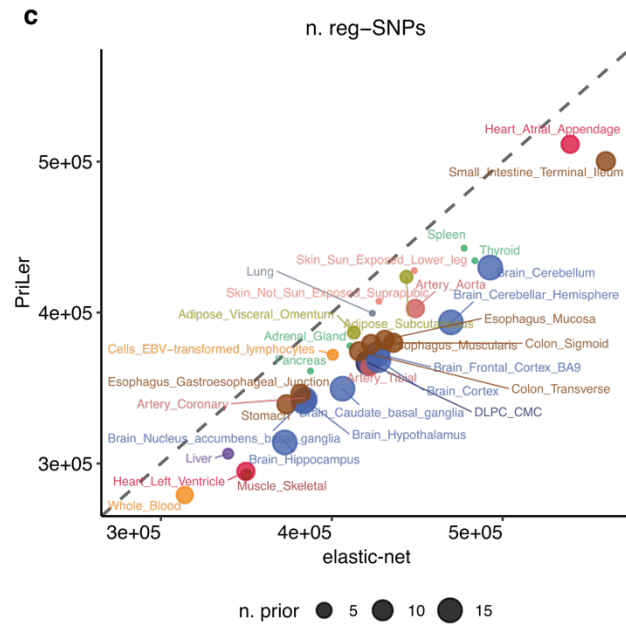 c
n. reg−SNPs
PriLer
5e+05
4e+05
3e+05
Heart_Atrial_Appendage
Small_Intestine_Terminal_Ileum
Spleen
Thyroid
Skin_Sun_Exposed_Lower_leg
Lung
Brain_Cerebellum
Artery_Aorta
Skin_Not_Sun_Exposed_Suprapubic
Brain_Cerebellar_Hemisphere
Adipose_Visceral_Omentum
Adipose_Subcutaneous
Esophagus_Mucosa
Adrenal_Gland
Esophagus_Muscularis
Colon_Sigmoid
Cells_EBV−transformed_lymphocytes
Pancreas
Brain_Frontal_Cortex_BA9
Artery_Tibial
Esophagus_Gastroesophageal_Junction
Brain_Cortex
Colon_Transverse
Artery_Coronary
Stomach
Brain_Caudate_basal_ganglia
DLPC_CMC
Brain_Nucleus_accumbens_basal_ganglia
Brain_Hypothalamus
Liver
Brain_Hippocampus
Heart_Left_Ventricle
Muscle_Skeletal
Whole_Blood
3e+05
4e+05
5e+05
elastic-net
n. prior
5
10
15